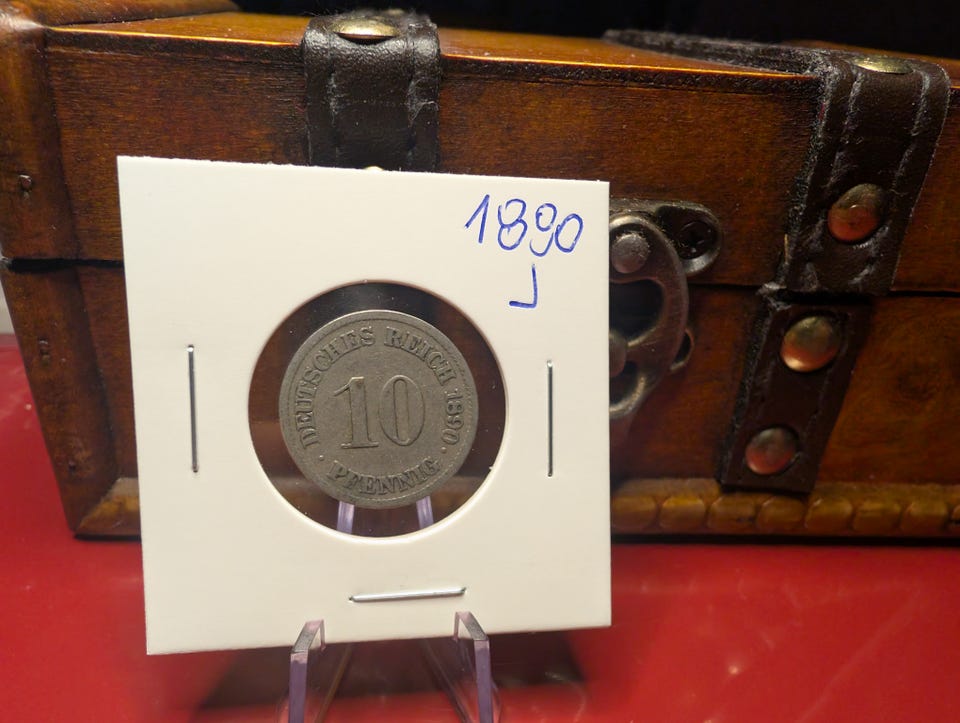 1890
J
DEUTSCHES REICH 1890
10
· PFENNIG ·